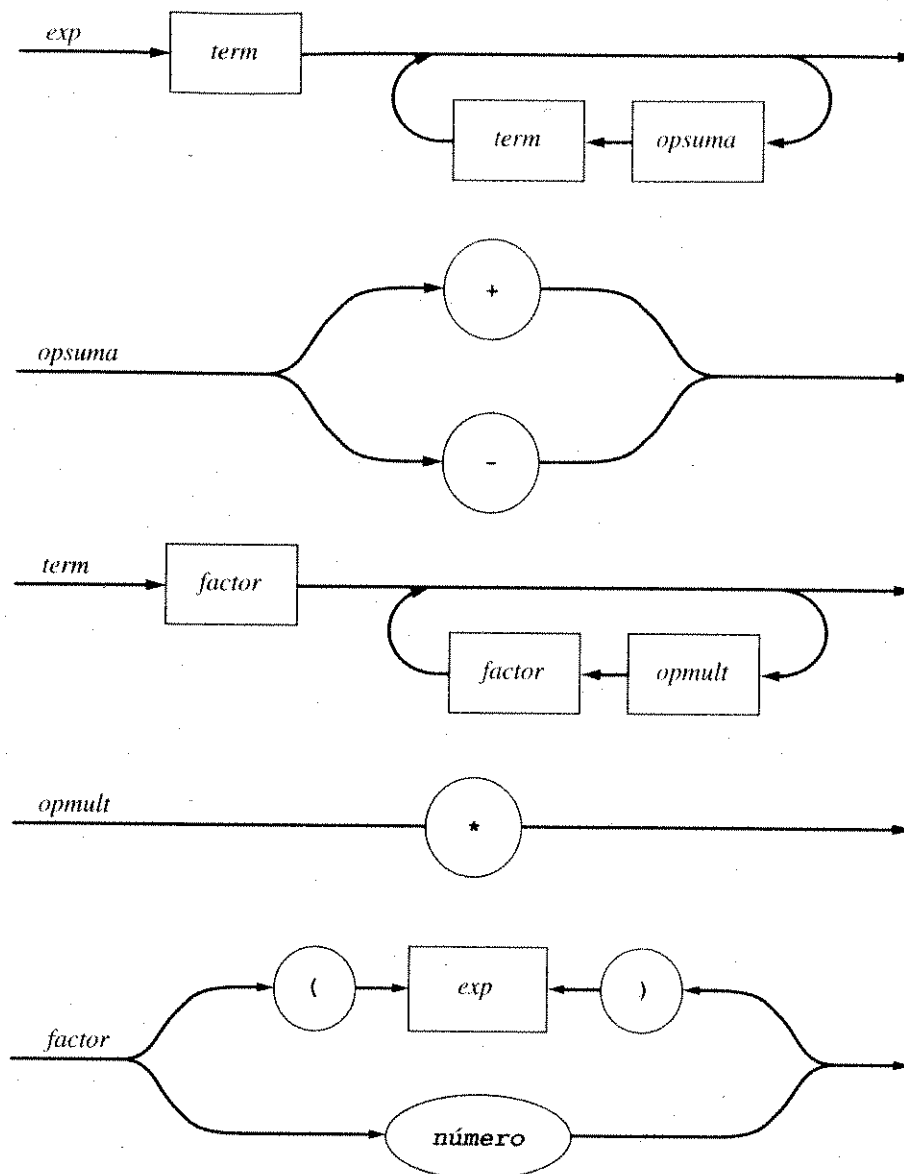 exp
term
term
opsuma
+
opsuma
-
term
factor
factor
opmult
opmult
*
(
exp
)
factor
número